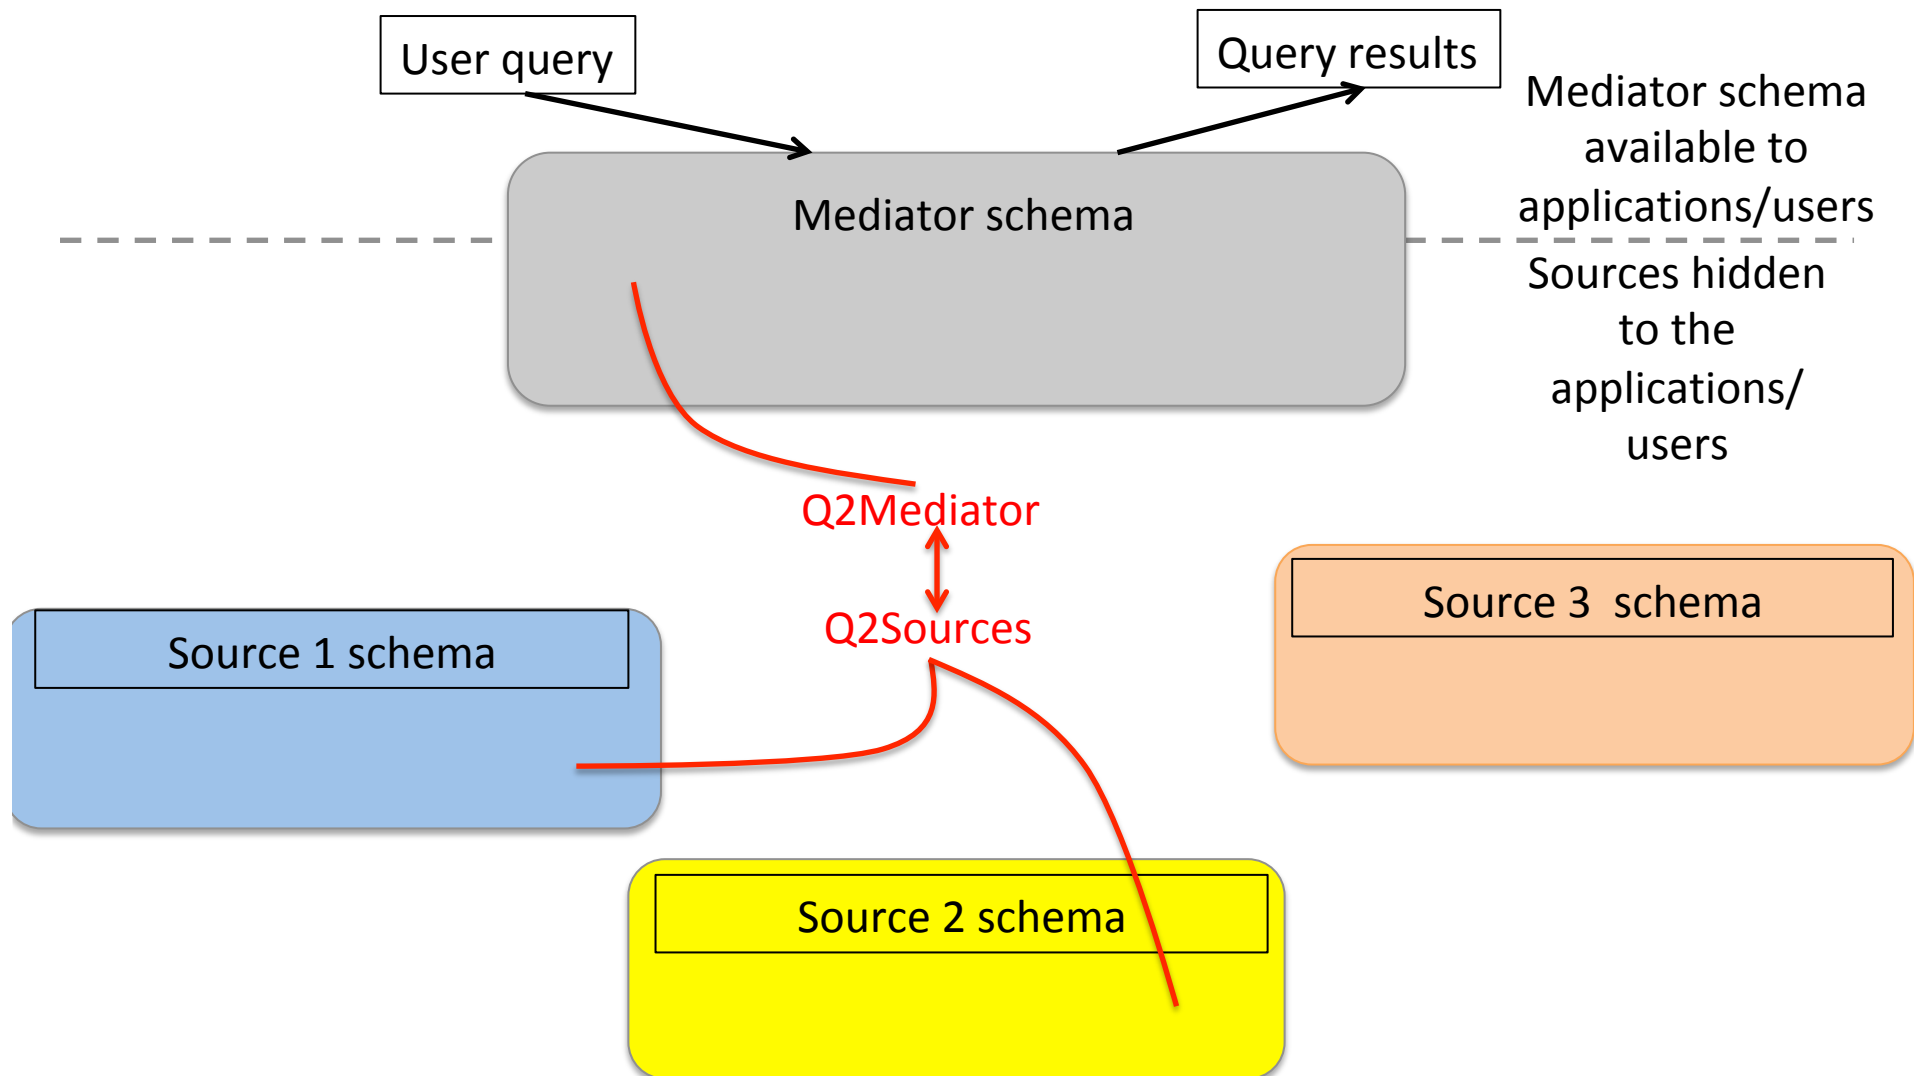 User query
Query results
Mediator schema
available to
applications/users
Mediator schema
Sources hidden
to the
applications/
users
Q2Mediator
Q2Sources
Source 3  schema
Source 1 schema
Source 2 schema